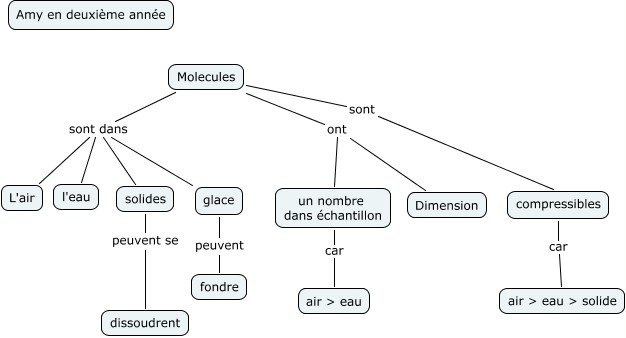 Amy en deuxième année
Molecules
sont dans
ont
sont
L'air
l'eau
solides
glace
un nombre
dans échantillon
Dimension
compressibles
peuvent se
peuvent
car
car
dissoudrent
fondre
air > eau
air > eau > solide